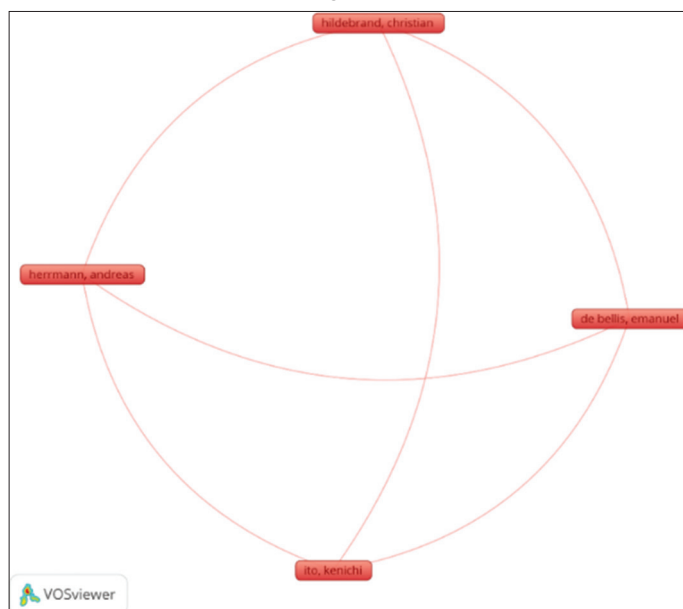 hildebrand, christian
herrmann, andreas
de bellis, emanuel
ito, kenichi
VOSviewer